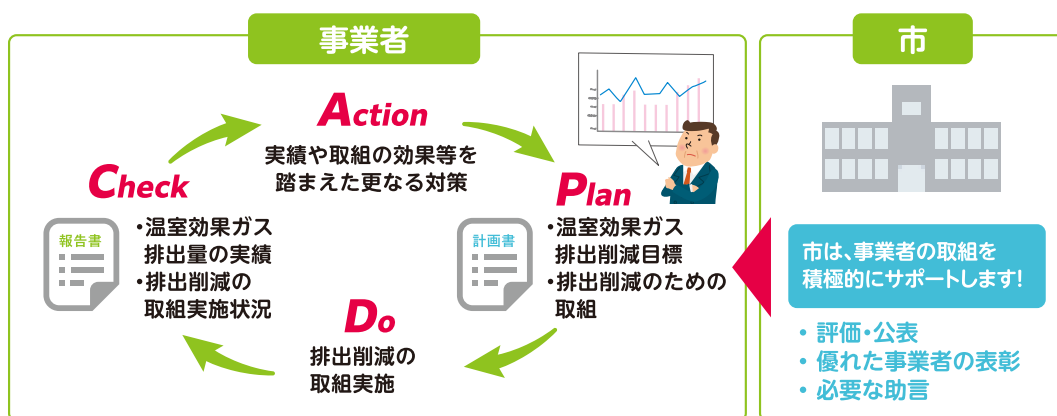 事業者
Action
実績や取組の効果等を
踏まえた更なる対策
Plan
計画書
・温室効果ガス
排出削減目標
・排出削減のための
取組
Do
排出削減の
取組実施
Check
報告書
・温室効果ガス
排出量の実績
・排出削減の
取組実施状況
市
市は、事業者の取組を
積極的にサポートします!
・評価・公表
・優れた事業者の表彰
・必要な助言